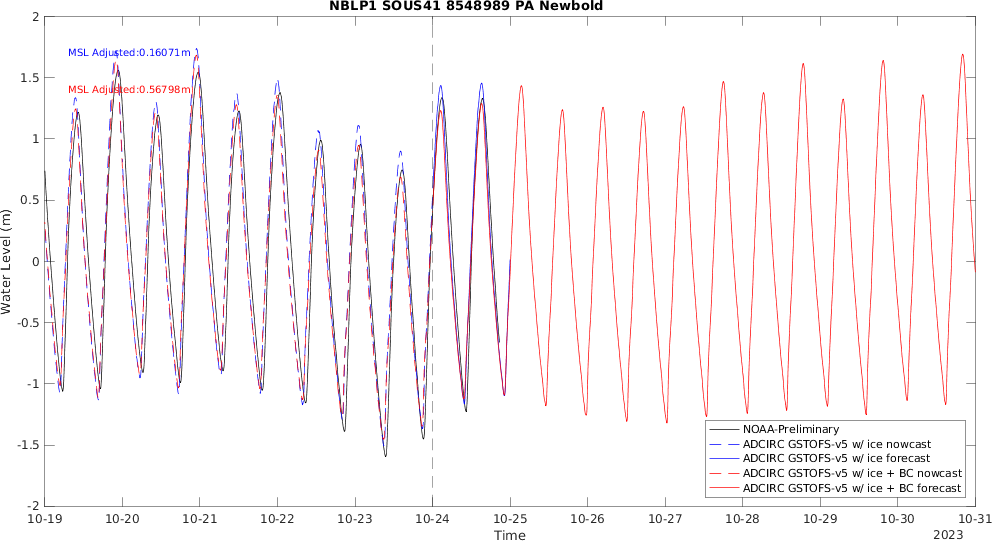 NBLP1 SOUS41 8548989 PA Newbold
MSL Adjusted:0.16071m
MSL Adjusted:0.56798m
Water Level (m)
2
1.5
1
0.5
0
-0.5
-1
-1.5
-2
NOAA-Preliminary
ADCIRC GSTOFS-v5 w/ ice nowcast
ADCIRC GSTOFS-v5 w/ ice forecast
ADCIRC GSTOFS-v5 w/ ice + BC nowcast
ADCIRC GSTOFS-v5 w/ ice + BC forecast
10-19 10-20 10-21 10-22 10-23 10-24 10-25 10-26 10-27 10-28 10-29 10-30 10-31
Time
2023